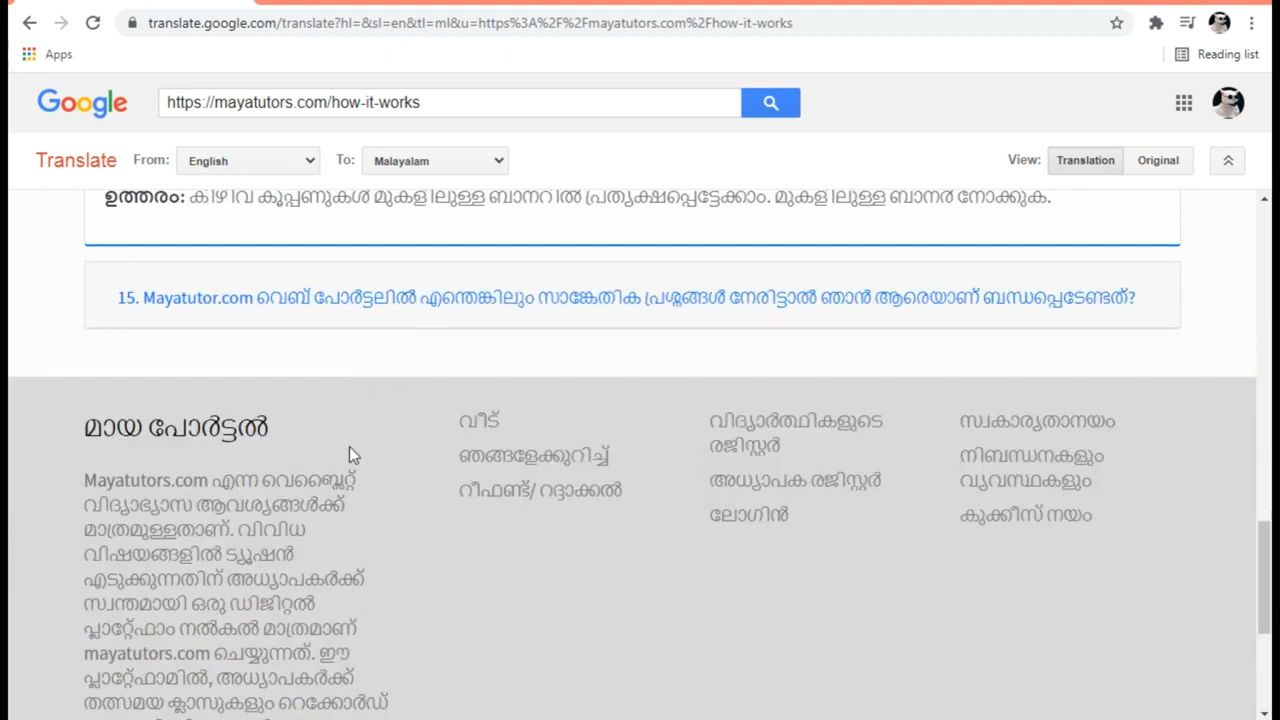 translate.google.com/translate?hl=&sl=en&tl=ml&u=https%3A%2F%2Fmayatutors.com%2Fhow-it-works
Apps
Reading list
Google
https://mayatutors.com/how-it-works
Translate From: English To: Malayalam View: Translation Original
ഉത്തരം: കിഴിവ് കൂപ്പണുകൾ മുകളിലുള്ള ബാനറിൽ പ്രത്യക്ഷപ്പെട്ടേക്കാം. മുകളിലുള്ള ബാനർ നോക്കുക.
15. Mayatutor.com വെബ് പോർട്ടലിൽ എന്തെങ്കിലും സാങ്കേതിക പ്രശ്നങ്ങൾ നേരിട്ടാൽ ഞാൻ ആരെയാണ് ബന്ധപ്പെടേണ്ടത്?
മായ പോർട്ടൽ
Mayatutors.com എന്ന വെബ്സൈറ്റ്
വിദ്യാഭ്യാസ ആവശ്യങ്ങൾക്ക്
മാത്രമുള്ളതാണ്. വിവിധ
വിഷയങ്ങളിൽ ട്യൂഷൻ
എടുക്കുന്നതിന് അധ്യാപകർക്ക്
സ്വന്തമായി ഒരു ഡിജിറ്റൽ
പ്ലാറ്റ്ഫോം നൽകൽ മാത്രമാണ്
mayatutors.com ചെയ്യുന്നത്. ഈ
പ്ലാറ്റ്ഫോമിൽ, അധ്യാപകർക്ക്
തത്സമയ ക്ലാസുകളും റെക്കോർഡ്
വീട്
ഞങ്ങളേക്കുറിച്ച്
റീഫണ്ട്/ റദ്ദാക്കൽ
വിദ്യാർത്ഥികളുടെ
രജിസ്റ്റർ
അധ്യാപക രജിസ്റ്റർ
ലോഗിൻ
സ്വകാര്യതാനയം
നിബന്ധനകളും
വ്യവസ്ഥകളും
കുക്കീസ് നയം